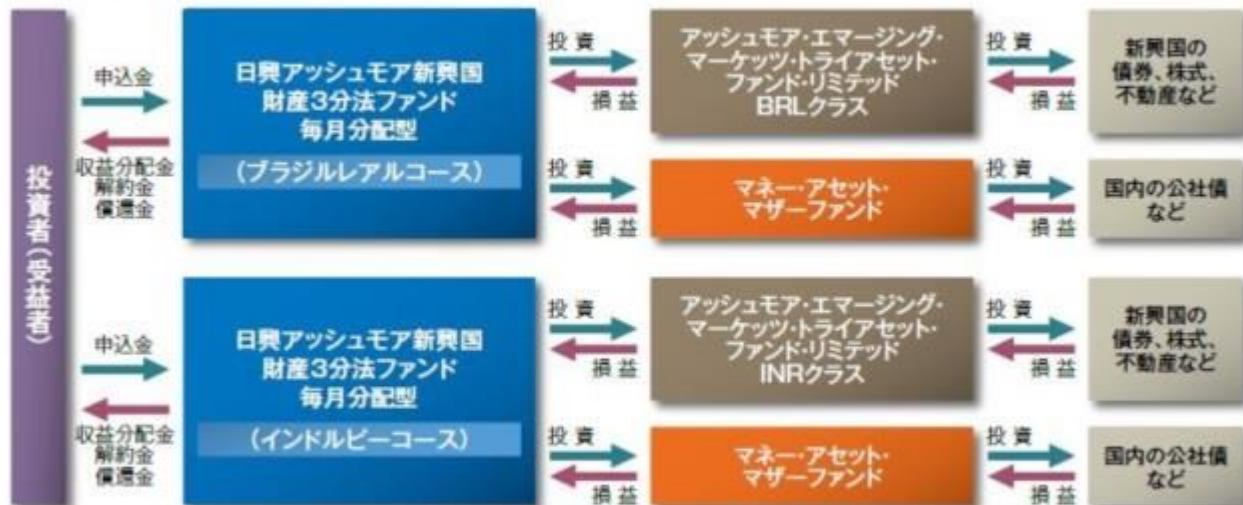 投資者(受益者)
申込金
収益分配金
解約金
償還金
日興アッシュモア新興国
財産3分法ファンド
毎月分配型
(ブラジルレアルコース)
投資
損益
アッシュモア・エマージング・
マーケッツ・トライアセット・
ファンド・リミテッド
BRLクラス
投資
損益
新興国の
債券、株式、
不動産など
投資
損益
マネー・アセット・
マザーファンド
投資
損益
国内の公社債
など
申込金
収益分配金
解約金
償還金
日興アッシュモア新興国
財産3分法ファンド
毎月分配型
(インドルピーコース)
投資
損益
アッシュモア・エマージング・
マーケッツ・トライアセット・
ファンド・リミテッド
INRクラス
投資
損益
新興国の
債券、株式、
不動産など
投資
損益
マネー・アセット・
マザーファンド
投資
損益
国内の公社債
など